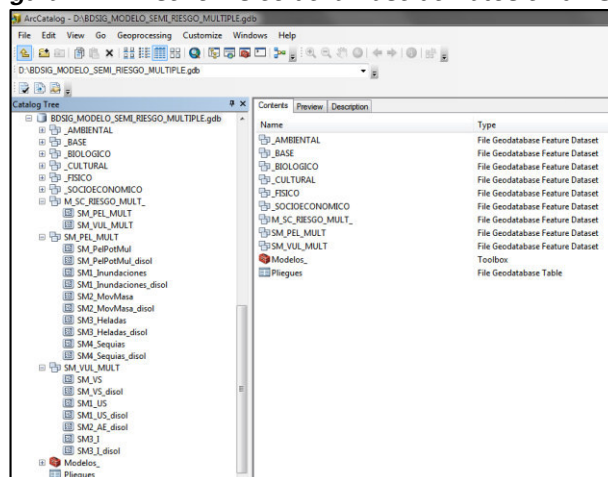 ArcCatalog - D:\BDSIG_MODELO_SEMI_RIESGO_MULTIPLE.gdb
File Edit View Go Geoprocessing Customize Windows Help
D:\BDSIG_MODELO_SEMI_RIESGO_MULTIPLE.gdb
Catalog Tree
BDSIG_MODELO_SEMI_RIESGO_MULTIPLE.gdb
_AMBIENTAL
_BASE
_BIOLOGICO
_CULTURAL
_FISICO
_SOCIOECONOMICO
M_SC_RIESGO_MULT_
SM_PEL_MULT
SM_VUL_MULT
SM_PEL_MULT
SM_PelPotMul
SM_PelPotMul_disol
SM1_Inundaciones
SM1_Inundaciones_disol
SM2_MovMasa
SM2_MovMasa_disol
SM3_Heladas
SM3_Heladas_disol
SM4_Sequias
SM4_Sequias_disol
SM_VUL_MULT
SM_VS
SM_VS_disol
SM1_US
SM1_US_disol
SM2_AE_disol
SM3_I
SM3_I_disol
Modelos_
Pliegues
Contents Preview Description
Name Type
_AMBIENTAL File Geodatabase Feature Dataset
_BASE File Geodatabase Feature Dataset
_BIOLOGICO File Geodatabase Feature Dataset
_CULTURAL File Geodatabase Feature Dataset
_FISICO File Geodatabase Feature Dataset
_SOCIOECONOMICO File Geodatabase Feature Dataset
M_SC_RIESGO_MULT_ File Geodatabase Feature Dataset
SM_PEL_MULT File Geodatabase Feature Dataset
SM_VUL_MULT File Geodatabase Feature Dataset
Modelos_ Toolbox
Pliegues File Geodatabase Table